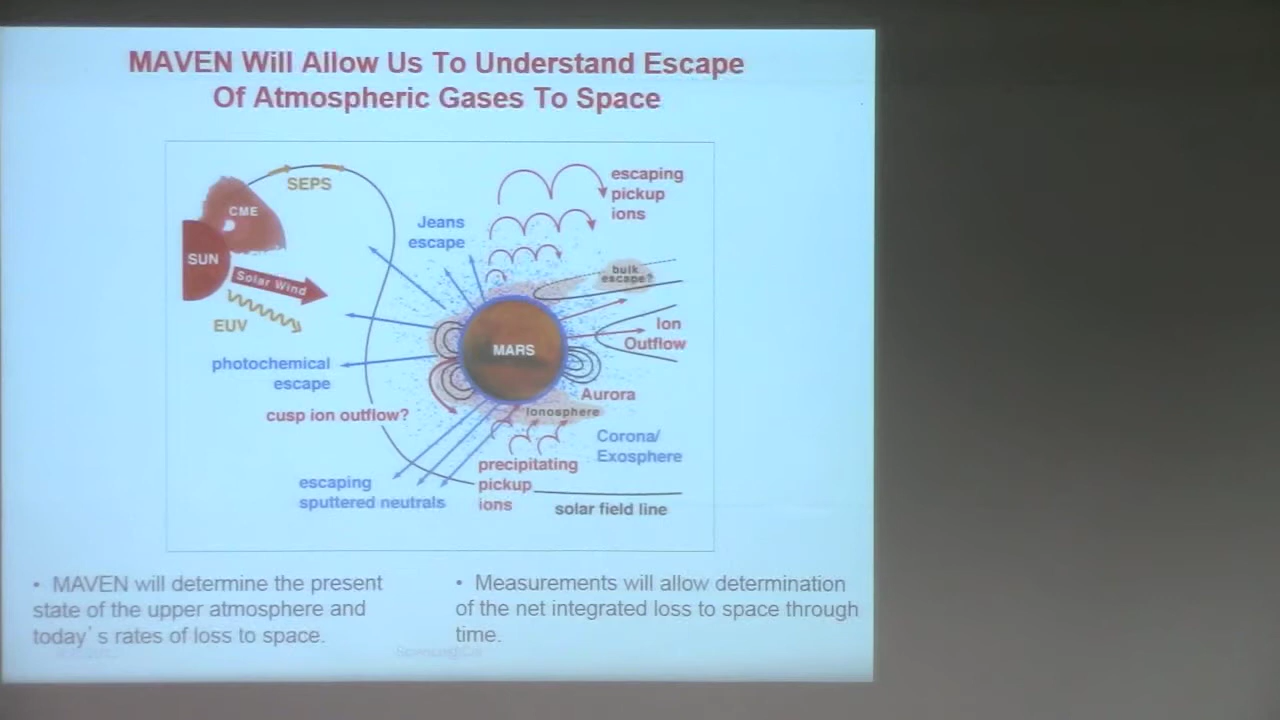 MAVEN Will Allow Us To Understand Escape
Of Atmospheric Gases To Space
SEPS
CME
SUN
Solar Wind
EUV
Jeans
escape
escaping
pickup
ions
bulk
escape?
Ion
Outflow
MARS
photochemical
escape
cusp ion outflow?
Aurora
Ionosphere
Corona/
Exosphere
escaping
sputtered neutrals
precipitating
pickup
ions
solar field line
• MAVEN will determine the present
state of the upper atmosphere and
today's rates of loss to space.
• Measurements will allow determination
of the net integrated loss to space through
time.